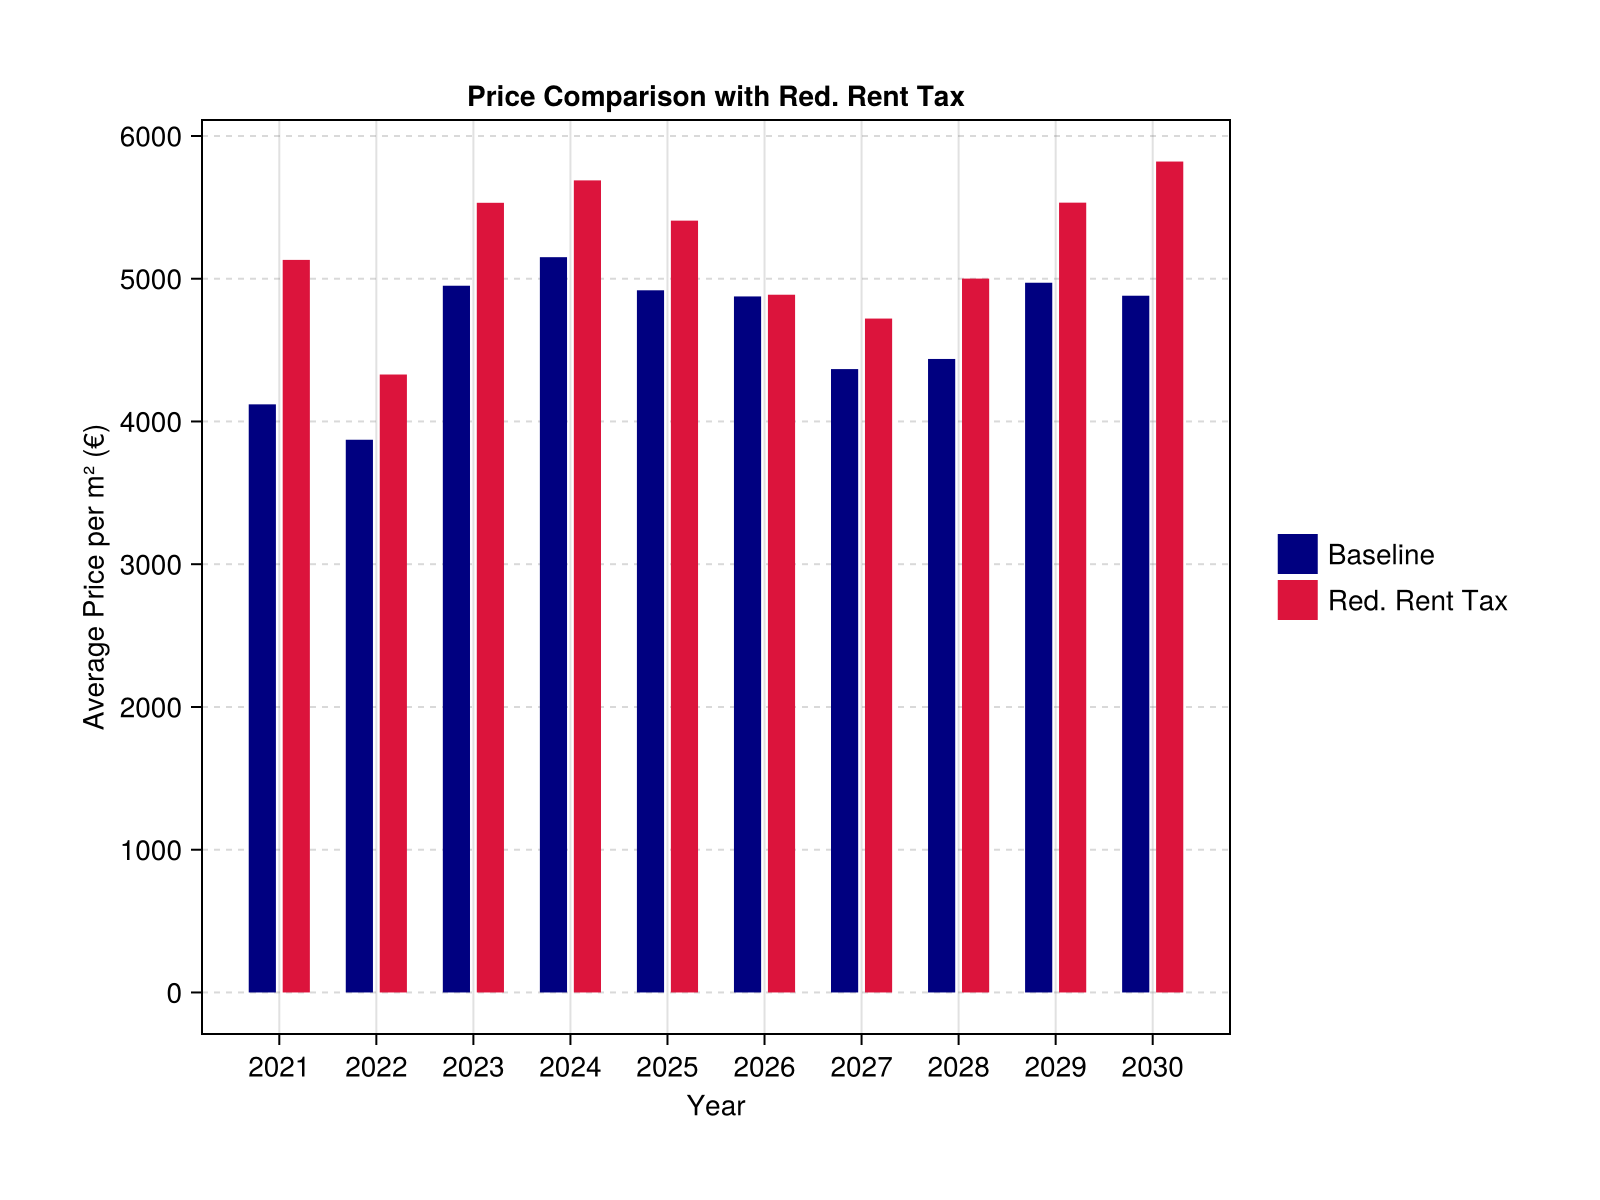 Price Comparison with Red. Rent Tax
6000
5000
4000
3000
2000
1000
0
Average Price per m² (€)
2021 2022 2023 2024 2025 2026 2027 2028 2029 2030
Year
Baseline
Red. Rent Tax